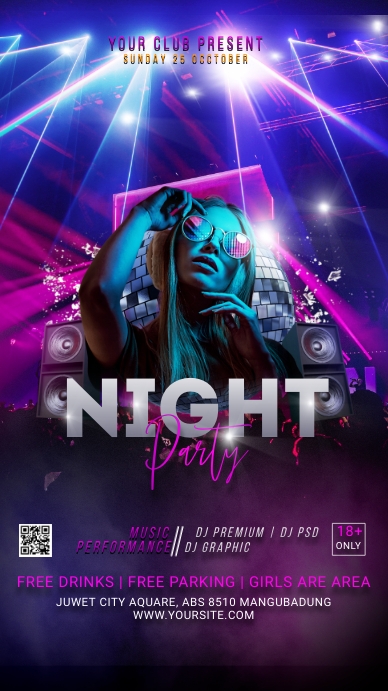 YOUR CLUB PRESENT
SUNDAY 25 OCCTOBER
NIGHT
Party
MUSIC PERFORMANCE
DJ PREMIUM | DJ PSD
DJ GRAPHIC
18+
ONLY
FREE DRINKS | FREE PARKING | GIRLS ARE AREA
JUWET CITY AQUARE, ABS 8510 MANGUBADUNG
WWW.YOURSITE.COM